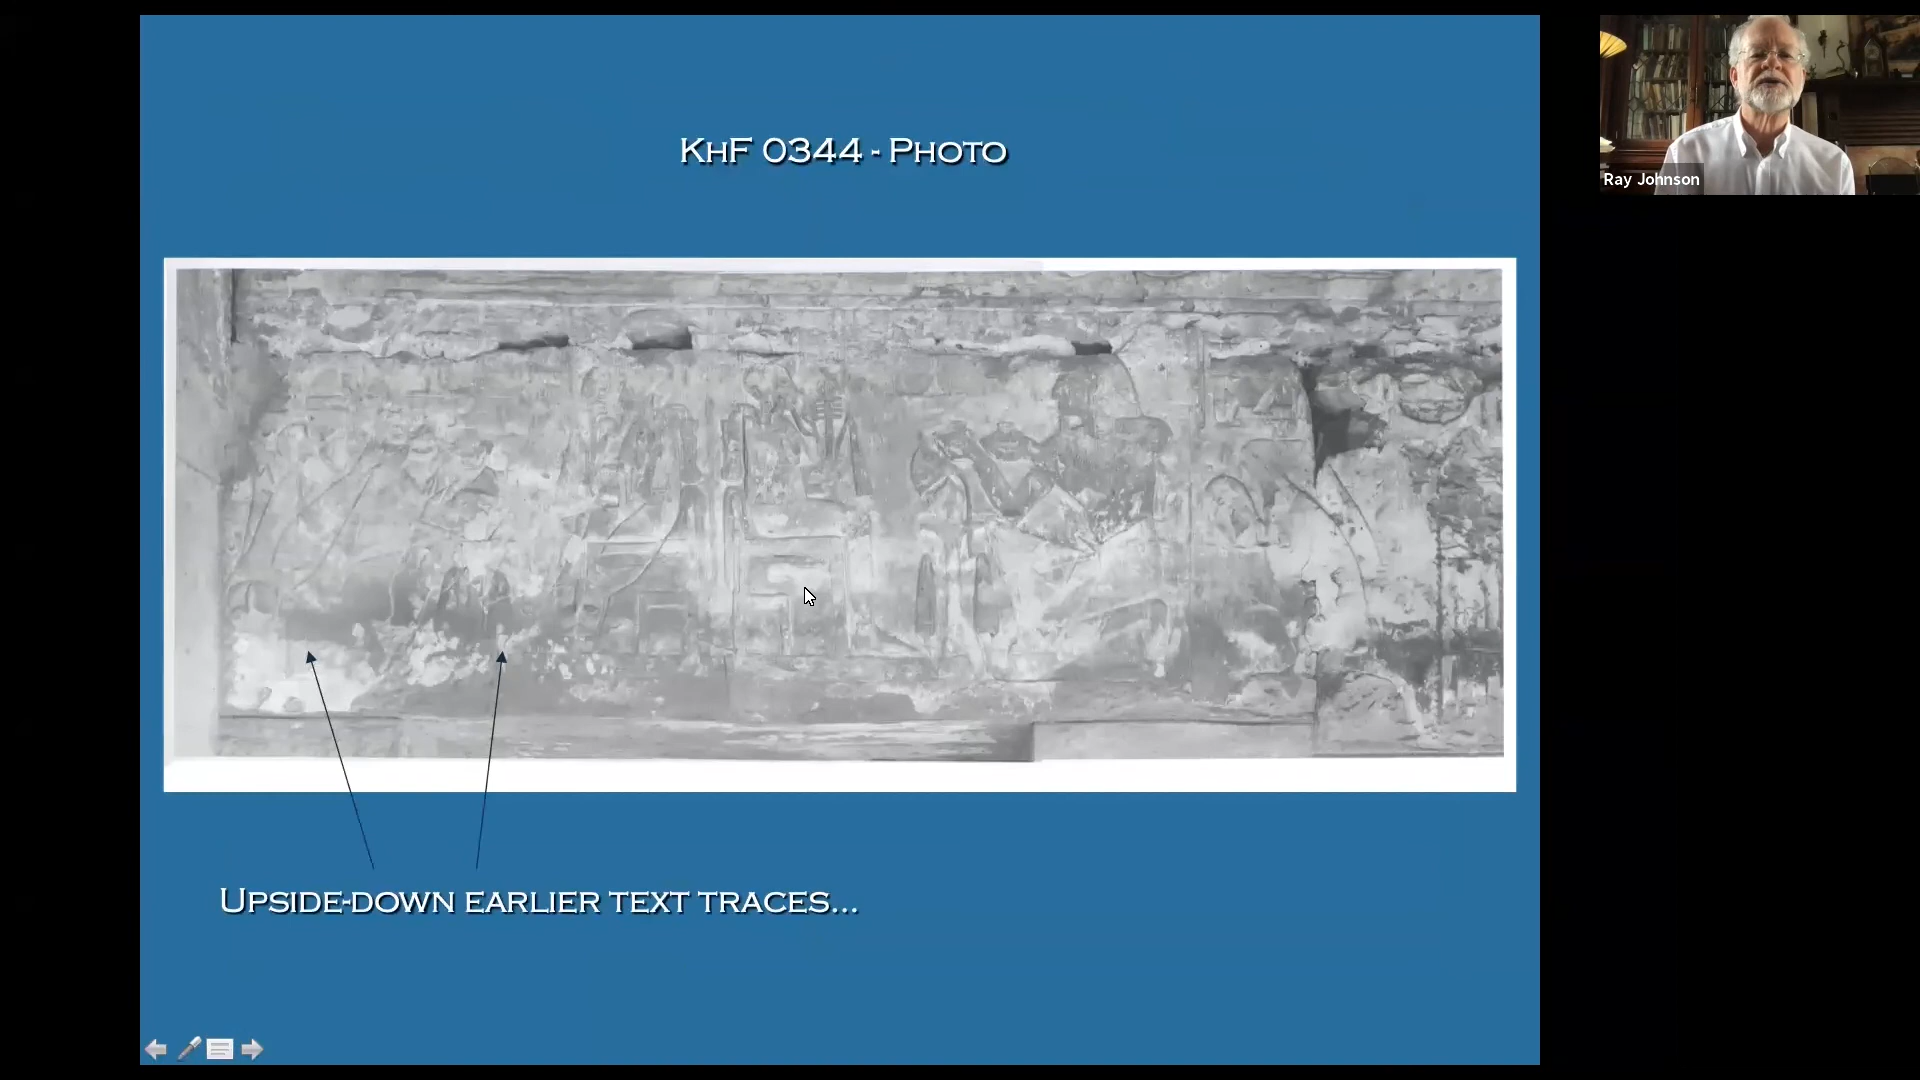 KhF 0344 - Photo
Upside-down earlier text traces...
Ray Johnson